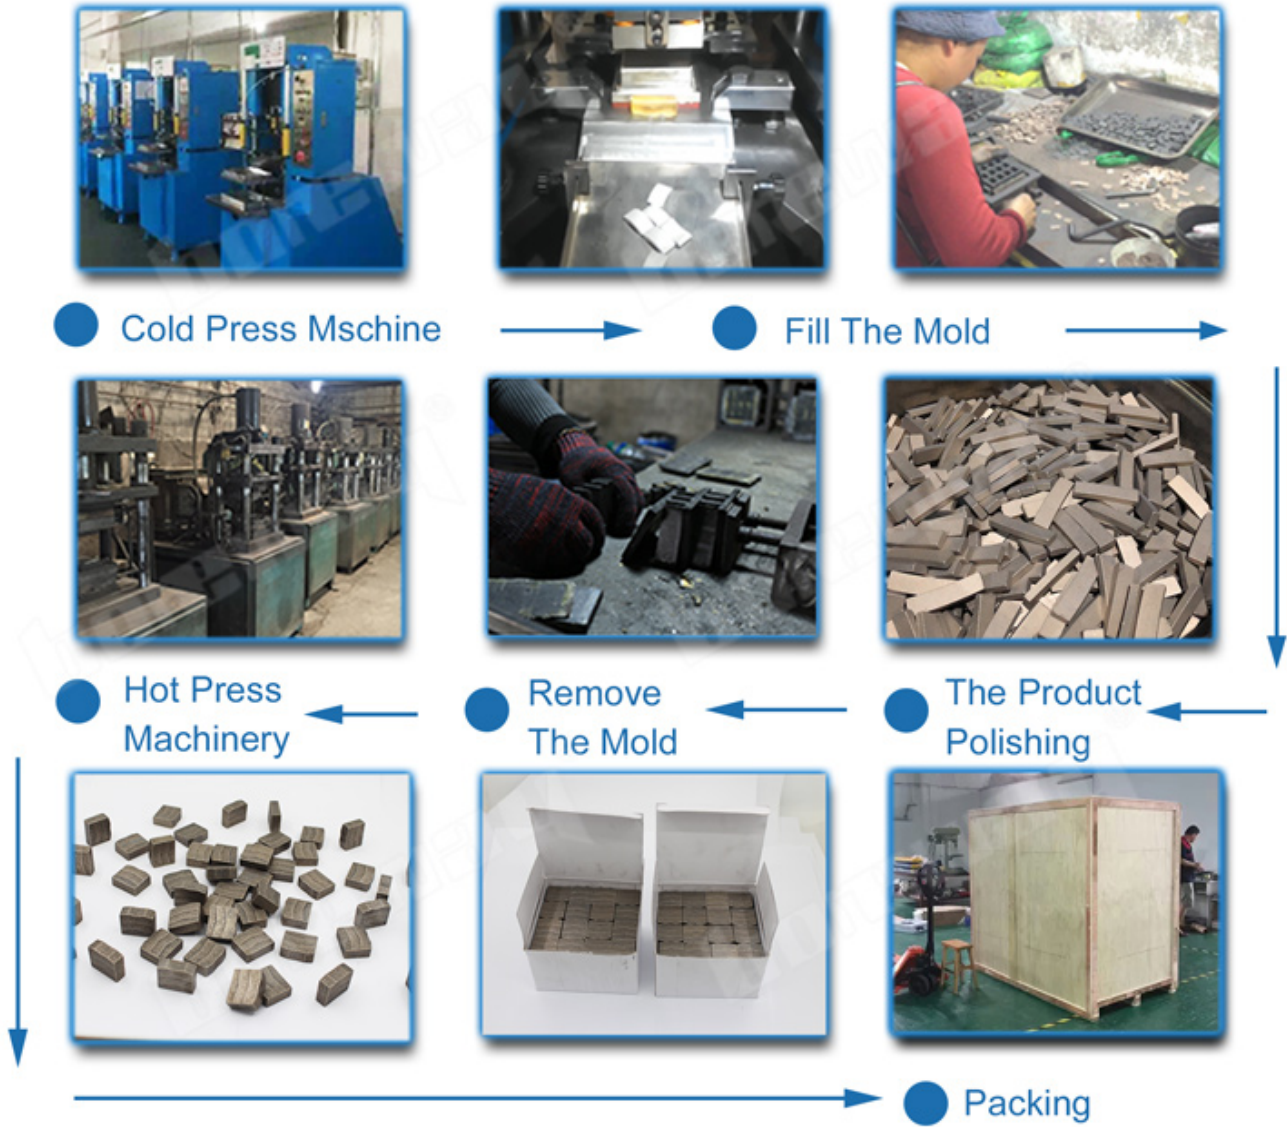 Cold Press Mschine
Fill The Mold
Hot Press
Machinery
Remove
The Mold
The Product
Polishing
Packing